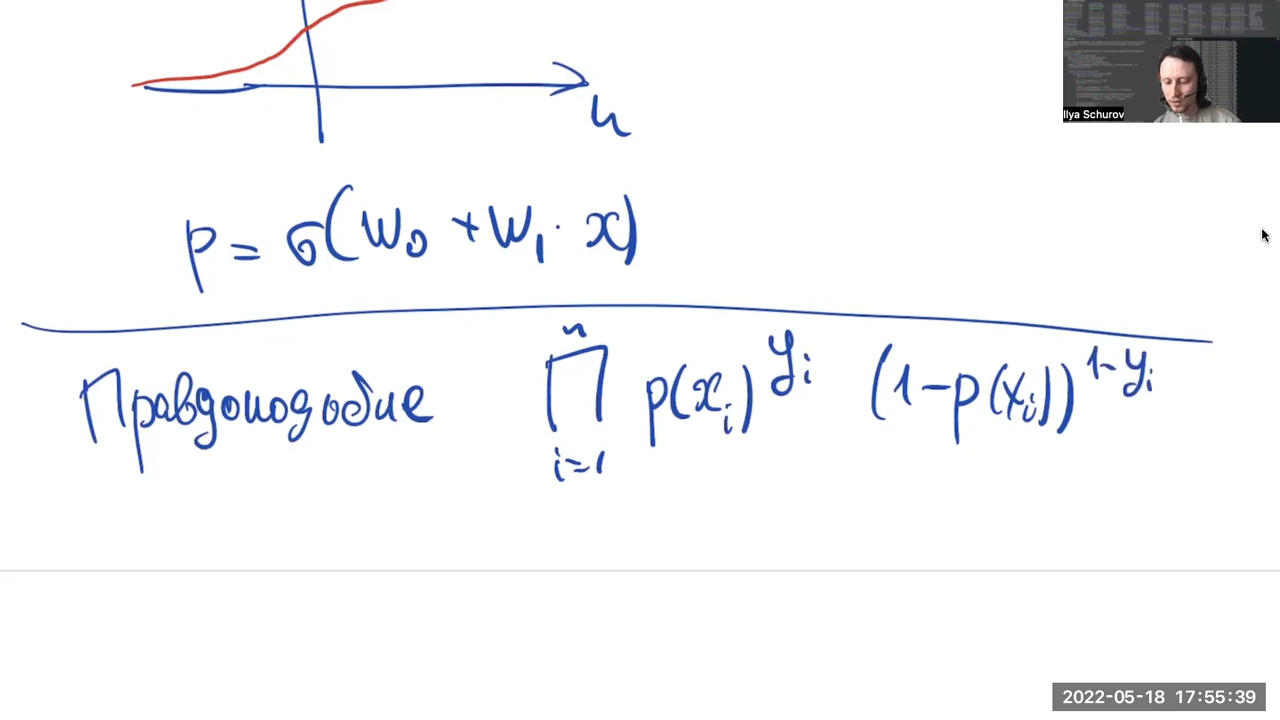 Ilya Schurov
u
p = σ(w₀ + w₁ · x)
Правдоподобие ∏ᵢ₌₁ⁿ p(xᵢ)^yᵢ (1-p(xᵢ))^1-yᵢ
2022-05-18 17:55:39